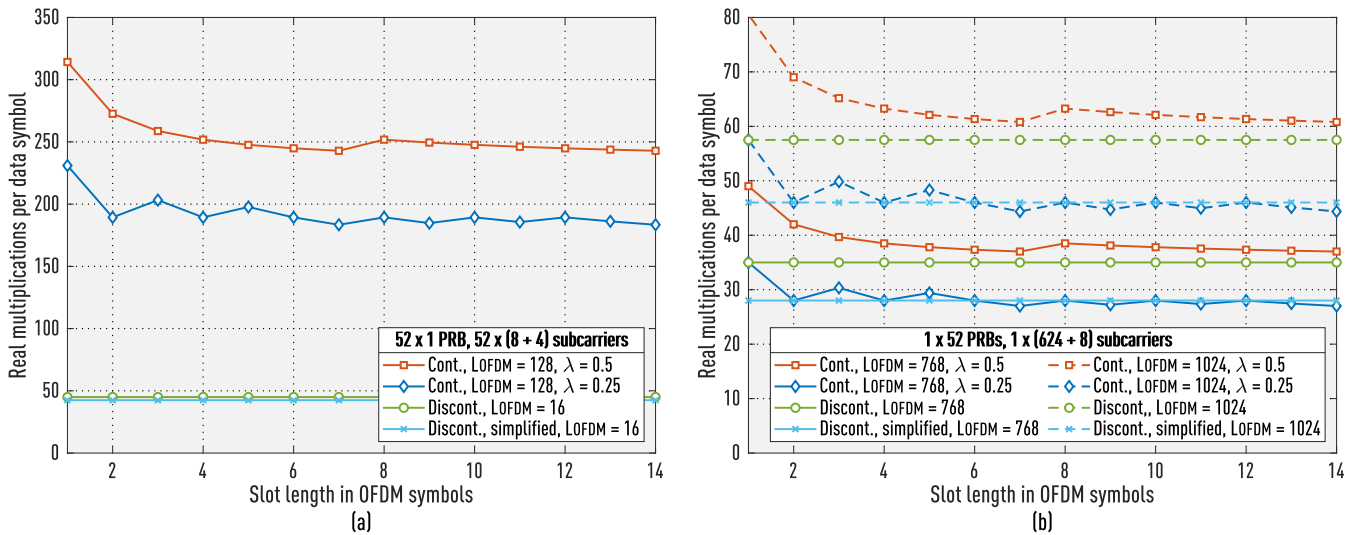 350
300
250
200
150
100
50
0
Real multiplications per data symbol
52 x 1 PRB, 52 x (8 + 4) subcarriers
Cont., LOFDM = 128, λ = 0.5
Cont., LOFDM = 128, λ = 0.25
Discont., LOFDM = 16
Discont., simplified, LOFDM = 16
2 4 6 8 10 12 14
Slot length in OFDM symbols
(a)
80
70
60
50
40
30
20
10
0
Real multiplications per data symbol
1 x 52 PRBs, 1 x (624 + 8) subcarriers
Cont., LOFDM = 768, λ = 0.5 Cont., LOFDM = 1024, λ = 0.5
Cont., LOFDM = 768, λ = 0.25 Cont., LOFDM = 1024, λ = 0.25
Discont., LOFDM = 768 Discont,, LOFDM = 1024
Discont., simplified, LOFDM = 768 Discont., simplified, LOFDM = 1024
2 4 6 8 10 12 14
Slot length in OFDM symbols
(b)